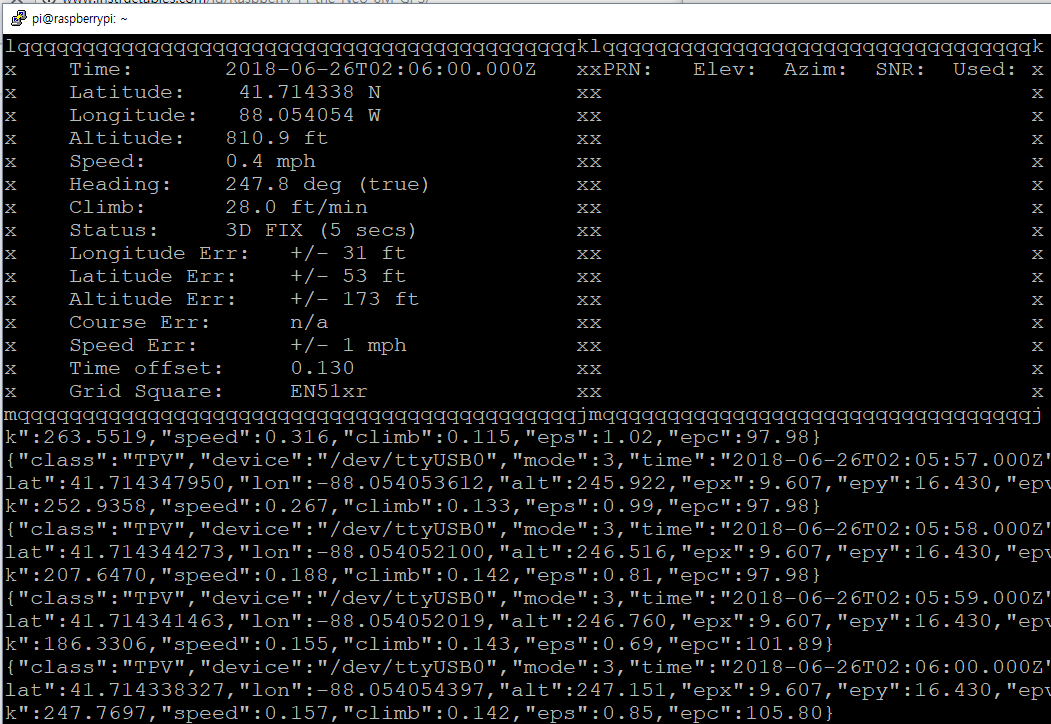 www.instructables.com/id/Raspberry-Pi-the-Neo-6M-GPS/
pi@raspberrypi: ~
lqqqqqqqqqqqqqqqqqqqqqqqqqqqqqqqqqqqqqqqqqqqklqqqqqqqqqqqqqqqqqqqqqqqqqqqqqqqqqk
x    Time:       2018-06-26T02:06:00.000Z   xxPRN:   Elev:  Azim:  SNR:  Used: x
x    Latitude:    41.714338 N               xx                                 x
x    Longitude:   88.054054 W               xx                                 x
x    Altitude:   810.9 ft                   xx                                 x
x    Speed:      0.4 mph                    xx                                 x
x    Heading:    247.8 deg (true)           xx                                 x
x    Climb:      28.0 ft/min                xx                                 x
x    Status:     3D FIX (5 secs)            xx                                 x
x    Longitude Err:   +/- 31 ft             xx                                 x
x    Latitude Err:    +/- 53 ft             xx                                 x
x    Altitude Err:    +/- 173 ft            xx                                 x
x    Course Err:      n/a                   xx                                 x
x    Speed Err:       +/- 1 mph             xx                                 x
x    Time offset:     0.130                 xx                                 x
x    Grid Square:     EN51xr                xx                                 x
mqqqqqqqqqqqqqqqqqqqqqqqqqqqqqqqqqqqqqqqqqqqjmqqqqqqqqqqqqqqqqqqqqqqqqqqqqqqqqqj
k":263.5519,"speed":0.316,"climb":0.115,"eps":1.02,"epc":97.98}
{"class":"TPV","device":"/dev/ttyUSB0","mode":3,"time":"2018-06-26T02:05:57.000Z"
lat":41.714347950,"lon":-88.054053612,"alt":245.922,"epx":9.607,"epy":16.430,"epv
k":252.9358,"speed":0.267,"climb":0.133,"eps":0.99,"epc":97.98}
{"class":"TPV","device":"/dev/ttyUSB0","mode":3,"time":"2018-06-26T02:05:58.000Z"
lat":41.714344273,"lon":-88.054052100,"alt":246.516,"epx":9.607,"epy":16.430,"epv
k":207.6470,"speed":0.188,"climb":0.142,"eps":0.81,"epc":97.98}
{"class":"TPV","device":"/dev/ttyUSB0","mode":3,"time":"2018-06-26T02:05:59.000Z"
lat":41.714341463,"lon":-88.054052019,"alt":246.760,"epx":9.607,"epy":16.430,"epv
k":186.3306,"speed":0.155,"climb":0.143,"eps":0.69,"epc":101.89}
{"class":"TPV","device":"/dev/ttyUSB0","mode":3,"time":"2018-06-26T02:06:00.000Z"
lat":41.714338327,"lon":-88.054054397,"alt":247.151,"epx":9.607,"epy":16.430,"epv
k":247.7697,"speed":0.157,"climb":0.142,"eps":0.85,"epc":105.80}